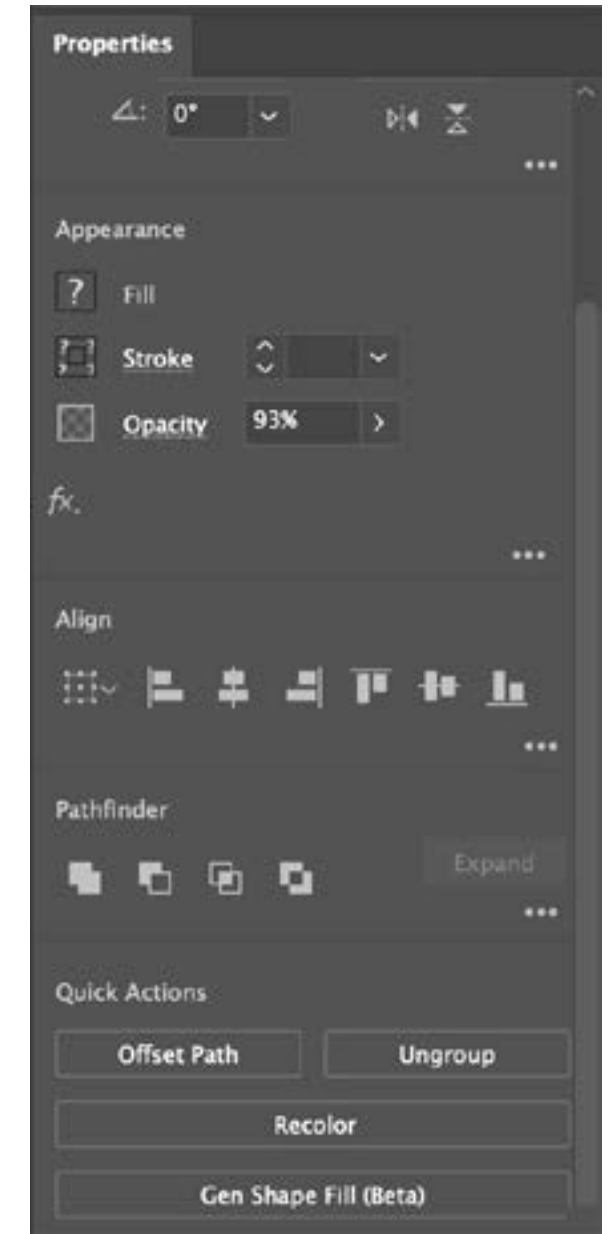 Properties
0°
Appearance
? Fill
Stroke
Opacity 93%
fx.
Align
Pathfinder
Expand
Quick Actions
Offset Path Ungroup
Recolor
Gen Shape Fill (Beta)